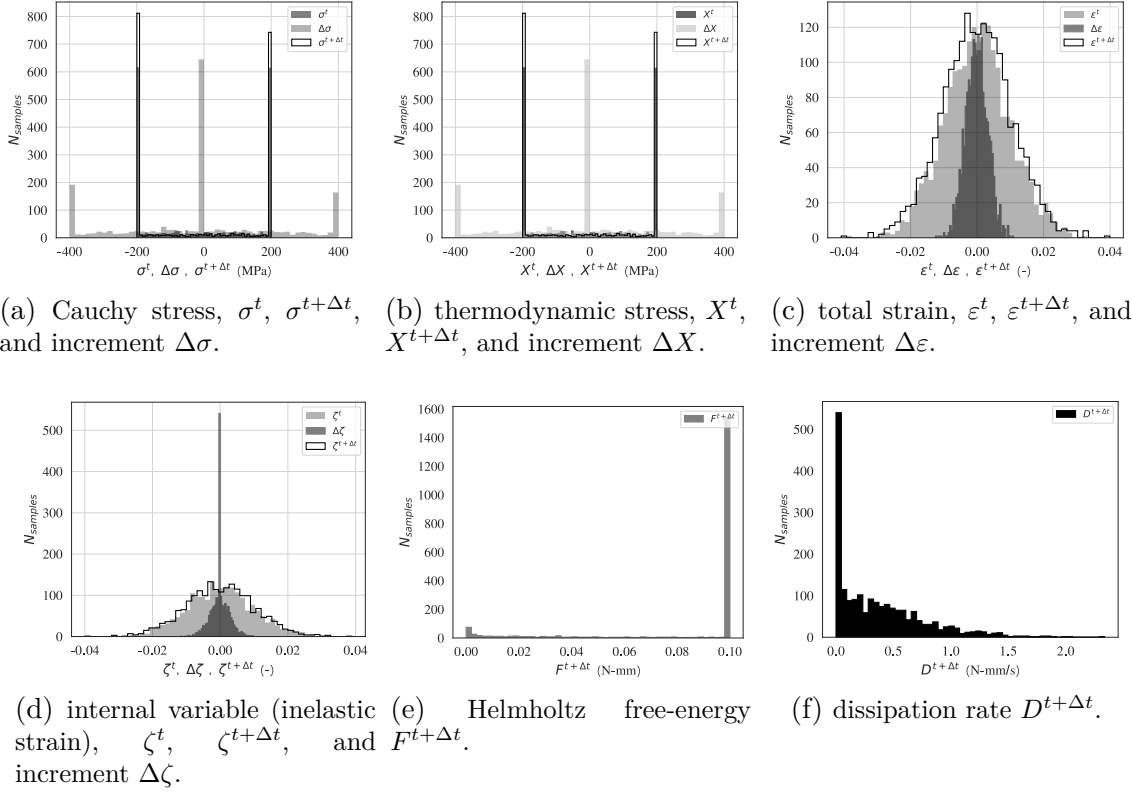 800
700
600
500
400
300
200
100
0
N_samples
-400 -200 0 200 400
σ^t, Δσ , σ^{t+Δt} (MPa)
σ^t
Δσ
σ^{t+Δt}
800
700
600
500
400
300
200
100
0
N_samples
-400 -200 0 200 400
X^t, ΔX , X^{t+Δt} (MPa)
X^t
ΔX
X^{t+Δt}
120
100
80
60
40
20
0
N_samples
-0.04 -0.02 0.00 0.02 0.04
ε^t, Δε , ε^{t+Δt} (-)
ε^t
Δε
ε^{t+Δt}
(a) Cauchy stress, σ^t, σ^{t+Δt},
and increment Δσ.
(b) thermodynamic stress, X^t,
X^{t+Δt}, and increment ΔX.
(c) total strain, ε^t, ε^{t+Δt}, and
increment Δε.
500
400
300
200
100
0
N_samples
-0.04 -0.02 0.00 0.02 0.04
ζ^t, Δζ , ζ^{t+Δt} (-)
ζ^t
Δζ
ζ^{t+Δt}
1600
1400
1200
1000
800
600
400
200
0
N_samples
0.00 0.02 0.04 0.06 0.08 0.10
F^{t+Δt} (N-mm)
F^{t+Δt}
500
400
300
200
100
0
N_samples
0.0 0.5 1.0 1.5 2.0
D^{t+Δt} (N-mm/s)
D^{t+Δt}
(d) internal variable (inelastic
strain), ζ^t, ζ^{t+Δt}, and
increment Δζ.
(e) Helmholtz free-energy
F^{t+Δt}.
(f) dissipation rate D^{t+Δt}.